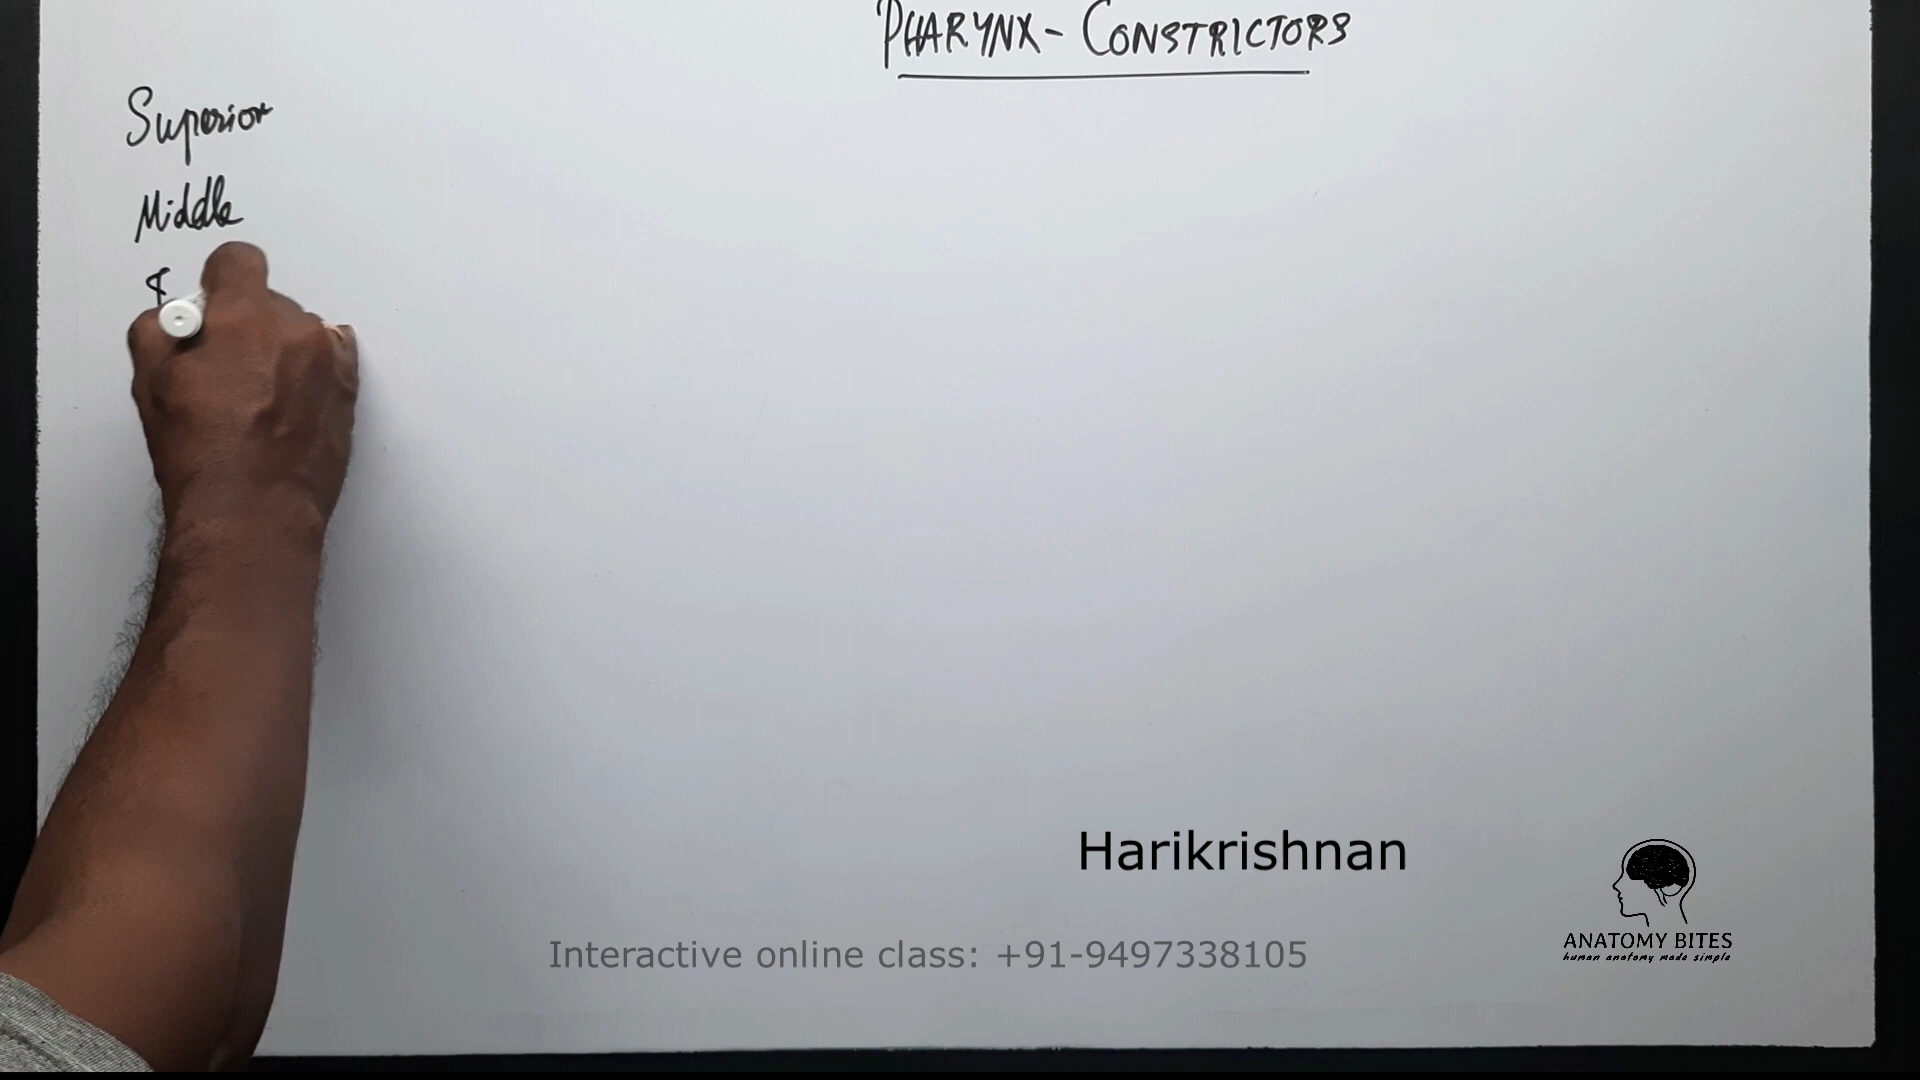 PHARYNX - CONSTRICTORS
Superior
Middle
Harikrishnan
Interactive online class: +91-9497338105
ANATOMY BITES
human anatomy made simple